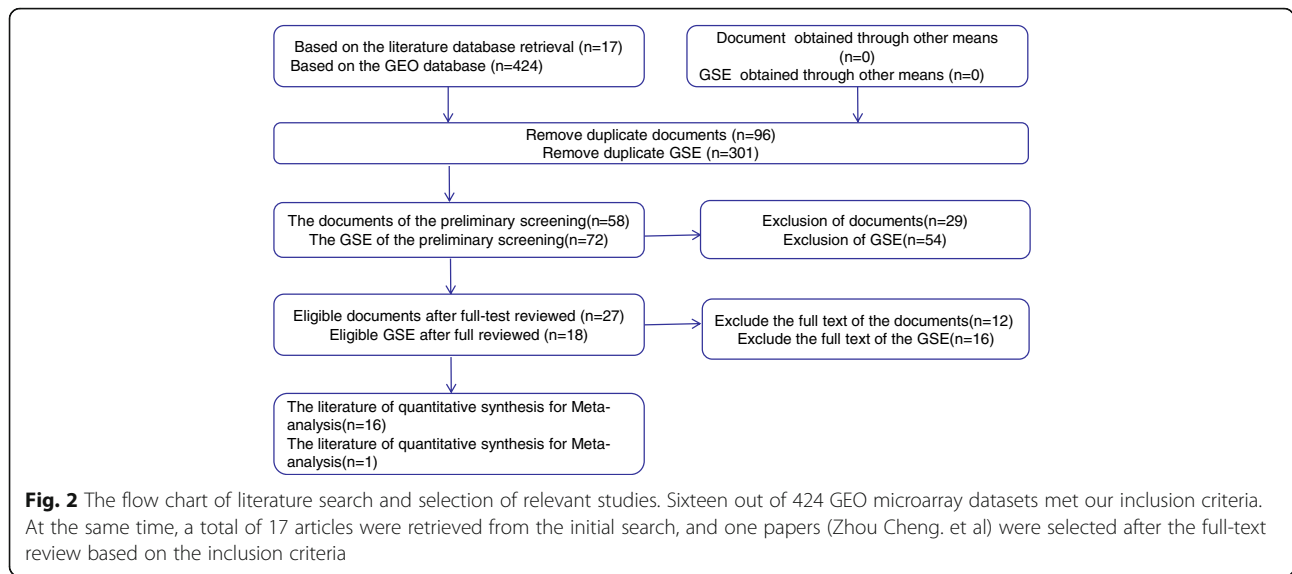 Based on the literature database retrieval (n=17)
Based on the GEO database (n=424)
Document obtained through other means
(n=0)
GSE obtained through other means (n=0)
Remove duplicate documents (n=96)
Remove duplicate GSE (n=301)
The documents of the preliminary screening(n=58)
The GSE of the preliminary screening(n=72)
Exclusion of documents(n=29)
Exclusion of GSE(n=54)
Eligible documents after full-test reviewed (n=27)
Eligible GSE after full reviewed (n=18)
Exclude the full text of the documents(n=12)
Exclude the full text of the GSE(n=16)
The literature of quantitative synthesis for Meta-
analysis(n=16)
The literature of quantitative synthesis for Meta-
analysis(n=1)
Fig. 2 The flow chart of literature search and selection of relevant studies. Sixteen out of 424 GEO microarray datasets met our inclusion criteria.
At the same time, a total of 17 articles were retrieved from the initial search, and one papers (Zhou Cheng. et al) were selected after the full-text
review based on the inclusion criteria